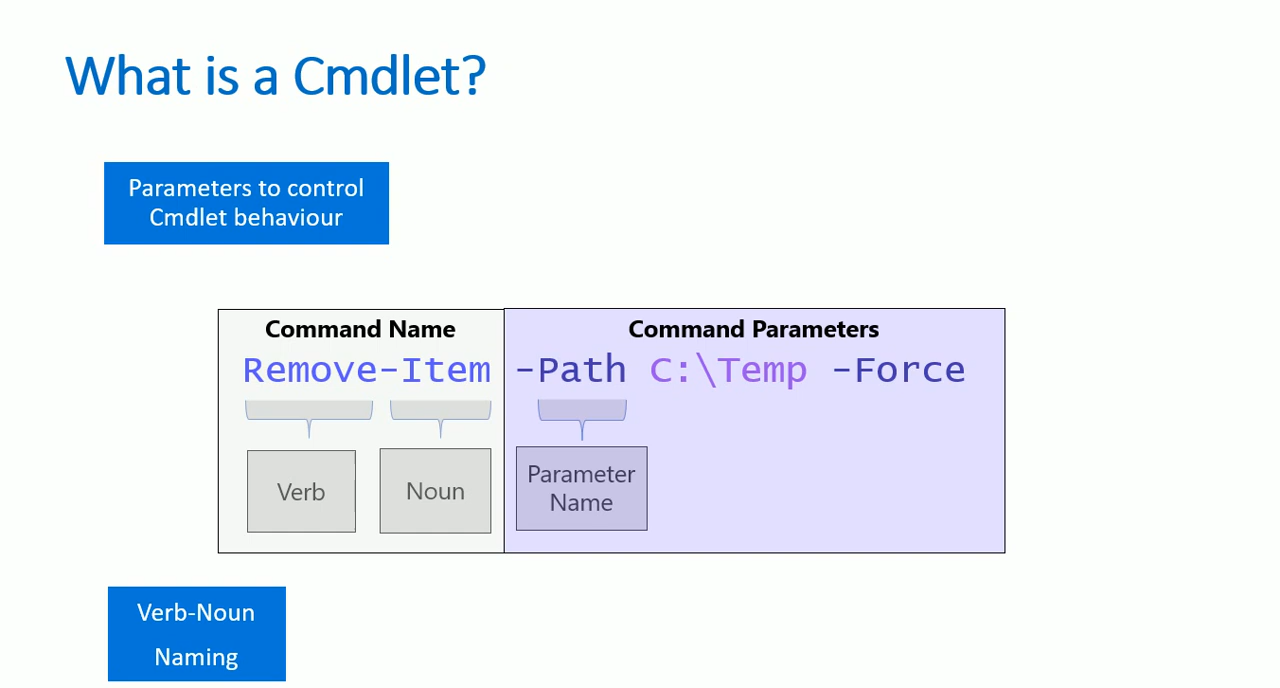 What is a Cmdlet?
Parameters to control
Cmdlet behaviour
Command Name
Command Parameters
Remove-Item -Path C:\Temp -Force
Verb
Noun
Parameter
Name
Verb-Noun
Naming